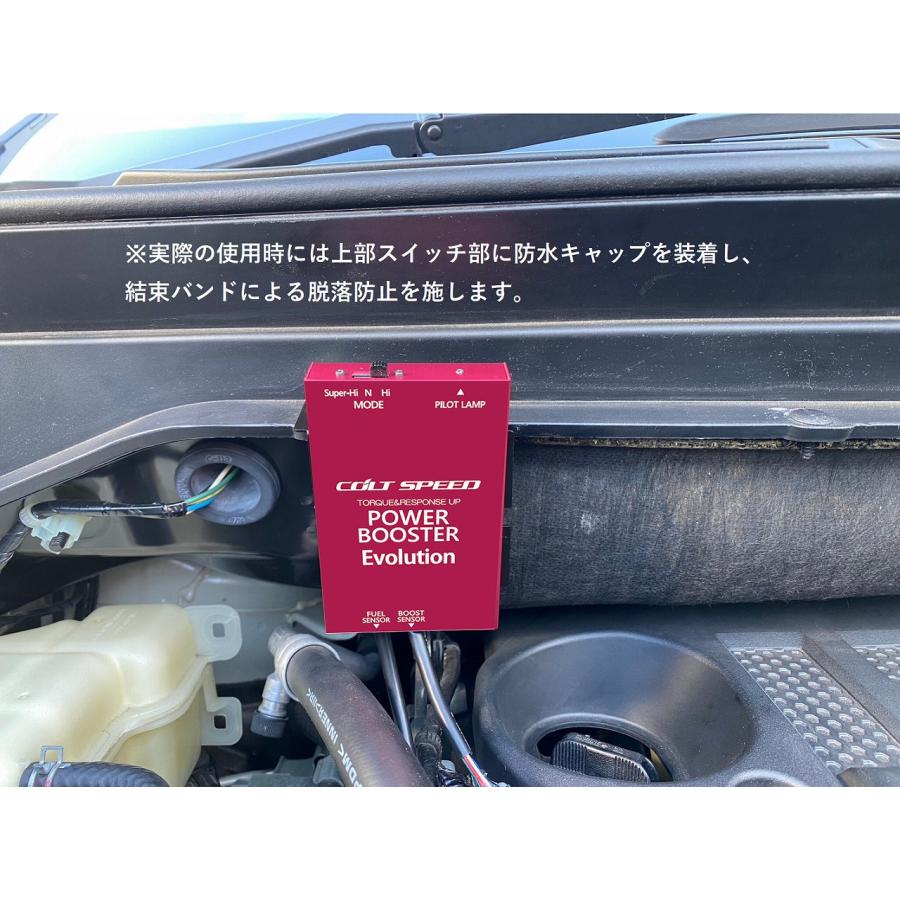 ※実際の使用時には上部スイッチ部に防水キャップを装着し、
結束バンドによる脱落防止を施します。
Super-Hi N Hi
MODE
PILOT LAMP
COLT SPEED
TORQUE&RESPONSE UP
POWER
BOOSTER
Evolution
FUEL BOOST
SENSOR SENSOR
INNERDIRK